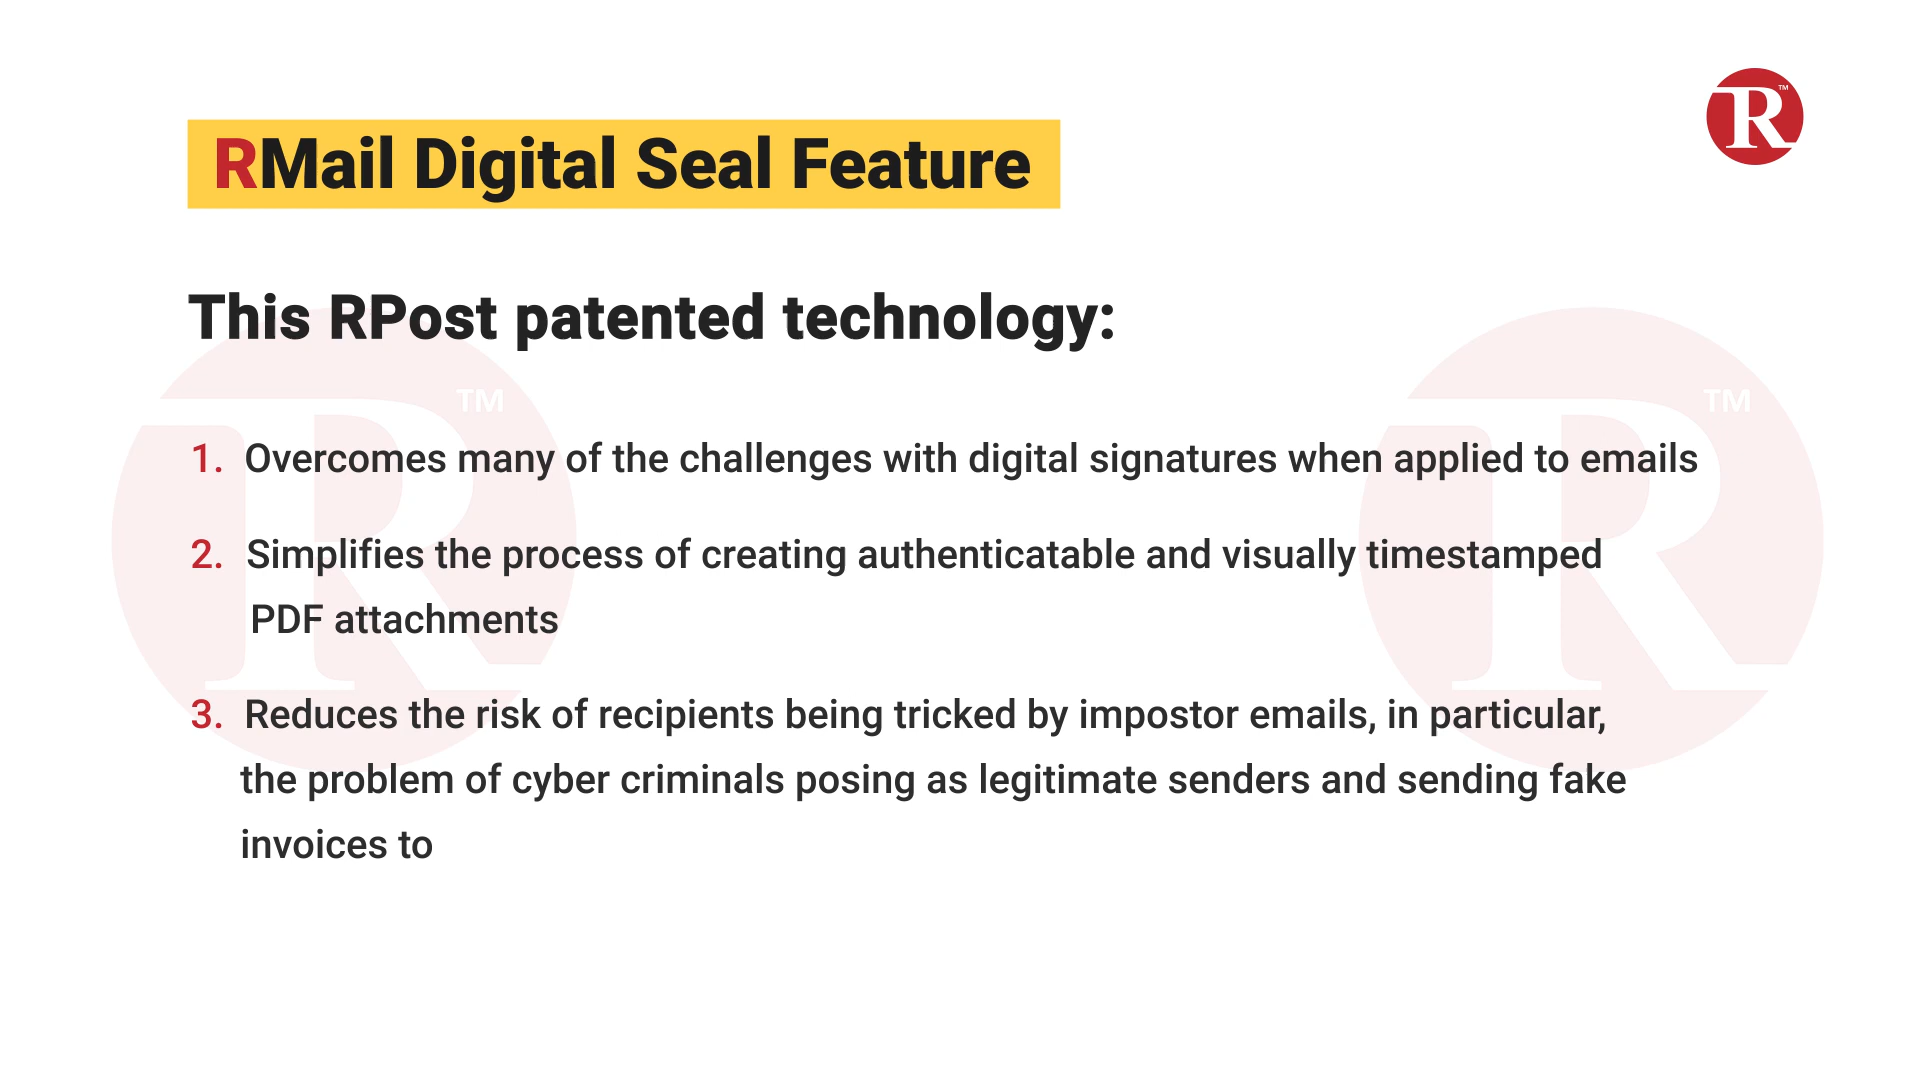 R™
RMail Digital Seal Feature
This RPost patented technology:
R™
R™
1. Overcomes many of the challenges with digital signatures when applied to emails
2. Simplifies the process of creating authenticatable and visually timestamped
PDF attachments
3. Reduces the risk of recipients being tricked by impostor emails, in particular,
the problem of cyber criminals posing as legitimate senders and sending fake
invoices to